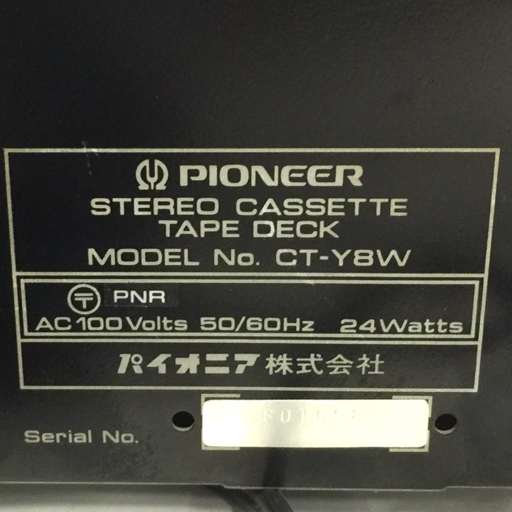 PIONEER
STEREO CASSETTE
TAPE DECK
MODEL No. CT-Y8W
〒 PNR
AC 100 Volts 50/60Hz 24 Watts
パイオニア株式会社
Serial No.